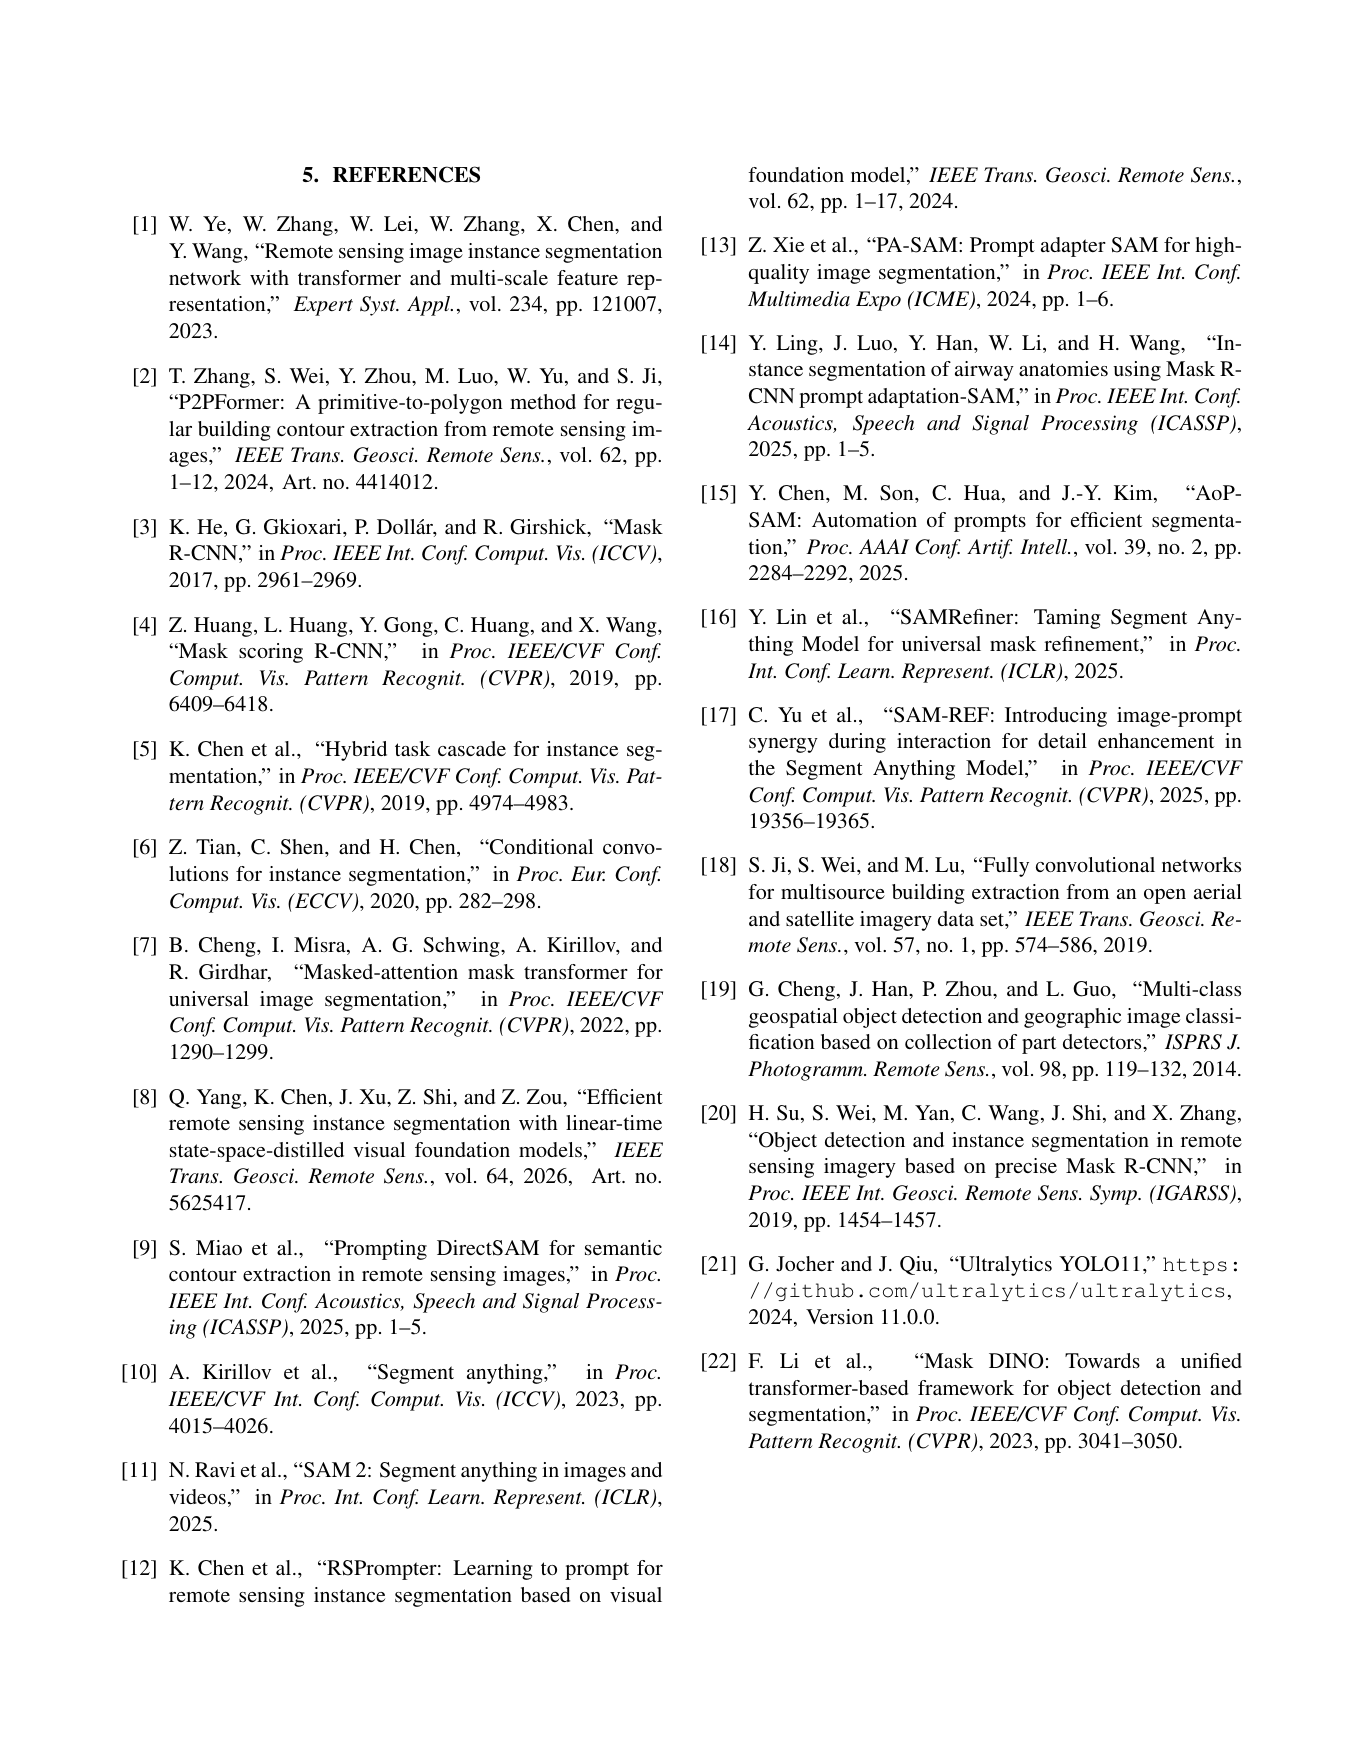 5. REFERENCES
[1] W. Ye, W. Zhang, W. Lei, W. Zhang, X. Chen, and
Y. Wang, “Remote sensing image instance segmentation
network with transformer and multi-scale feature rep-
resentation,” Expert Syst. Appl., vol. 234, pp. 121007,
2023.
[2] T. Zhang, S. Wei, Y. Zhou, M. Luo, W. Yu, and S. Ji,
“P2PFormer: A primitive-to-polygon method for regu-
lar building contour extraction from remote sensing im-
ages,” IEEE Trans. Geosci. Remote Sens., vol. 62, pp.
1–12, 2024, Art. no. 4414012.
[3] K. He, G. Gkioxari, P. Dollár, and R. Girshick, “Mask
R-CNN,” in Proc. IEEE Int. Conf. Comput. Vis. (ICCV),
2017, pp. 2961–2969.
[4] Z. Huang, L. Huang, Y. Gong, C. Huang, and X. Wang,
“Mask scoring R-CNN,” in Proc. IEEE/CVF Conf.
Comput. Vis. Pattern Recognit. (CVPR), 2019, pp.
6409–6418.
[5] K. Chen et al., “Hybrid task cascade for instance seg-
mentation,” in Proc. IEEE/CVF Conf. Comput. Vis. Pat-
tern Recognit. (CVPR), 2019, pp. 4974–4983.
[6] Z. Tian, C. Shen, and H. Chen, “Conditional convo-
lutions for instance segmentation,” in Proc. Eur. Conf.
Comput. Vis. (ECCV), 2020, pp. 282–298.
[7] B. Cheng, I. Misra, A. G. Schwing, A. Kirillov, and
R. Girdhar, “Masked-attention mask transformer for
universal image segmentation,” in Proc. IEEE/CVF
Conf. Comput. Vis. Pattern Recognit. (CVPR), 2022, pp.
1290–1299.
[8] Q. Yang, K. Chen, J. Xu, Z. Shi, and Z. Zou, “Efficient
remote sensing instance segmentation with linear-time
state-space-distilled visual foundation models,” IEEE
Trans. Geosci. Remote Sens., vol. 64, 2026, Art. no.
5625417.
[9] S. Miao et al., “Prompting DirectSAM for semantic
contour extraction in remote sensing images,” in Proc.
IEEE Int. Conf. Acoustics, Speech and Signal Process-
ing (ICASSP), 2025, pp. 1–5.
[10] A. Kirillov et al., “Segment anything,” in Proc.
IEEE/CVF Int. Conf. Comput. Vis. (ICCV), 2023, pp.
4015–4026.
[11] N. Ravi et al., “SAM 2: Segment anything in images and
videos,” in Proc. Int. Conf. Learn. Represent. (ICLR),
2025.
[12] K. Chen et al., “RSPrompter: Learning to prompt for
remote sensing instance segmentation based on visual
foundation model,” IEEE Trans. Geosci. Remote Sens.,
vol. 62, pp. 1–17, 2024.
[13] Z. Xie et al., “PA-SAM: Prompt adapter SAM for high-
quality image segmentation,” in Proc. IEEE Int. Conf.
Multimedia Expo (ICME), 2024, pp. 1–6.
[14] Y. Ling, J. Luo, Y. Han, W. Li, and H. Wang, “In-
stance segmentation of airway anatomies using Mask R-
CNN prompt adaptation-SAM,” in Proc. IEEE Int. Conf.
Acoustics, Speech and Signal Processing (ICASSP),
2025, pp. 1–5.
[15] Y. Chen, M. Son, C. Hua, and J.-Y. Kim, “AoP-
SAM: Automation of prompts for efficient segmenta-
tion,” Proc. AAAI Conf. Artif. Intell., vol. 39, no. 2, pp.
2284–2292, 2025.
[16] Y. Lin et al., “SAMRefiner: Taming Segment Any-
thing Model for universal mask refinement,” in Proc.
Int. Conf. Learn. Represent. (ICLR), 2025.
[17] C. Yu et al., “SAM-REF: Introducing image-prompt
synergy during interaction for detail enhancement in
the Segment Anything Model,” in Proc. IEEE/CVF
Conf. Comput. Vis. Pattern Recognit. (CVPR), 2025, pp.
19356–19365.
[18] S. Ji, S. Wei, and M. Lu, “Fully convolutional networks
for multisource building extraction from an open aerial
and satellite imagery data set,” IEEE Trans. Geosci. Re-
mote Sens., vol. 57, no. 1, pp. 574–586, 2019.
[19] G. Cheng, J. Han, P. Zhou, and L. Guo, “Multi-class
geospatial object detection and geographic image classi-
fication based on collection of part detectors,” ISPRS J.
Photogramm. Remote Sens., vol. 98, pp. 119–132, 2014.
[20] H. Su, S. Wei, M. Yan, C. Wang, J. Shi, and X. Zhang,
“Object detection and instance segmentation in remote
sensing imagery based on precise Mask R-CNN,” in
Proc. IEEE Int. Geosci. Remote Sens. Symp. (IGARSS),
2019, pp. 1454–1457.
[21] G. Jocher and J. Qiu, “Ultralytics YOLO11,” https:
//github.com/ultralytics/ultralytics,
2024, Version 11.0.0.
[22] F. Li et al., “Mask DINO: Towards a unified
transformer-based framework for object detection and
segmentation,” in Proc. IEEE/CVF Conf. Comput. Vis.
Pattern Recognit. (CVPR), 2023, pp. 3041–3050.